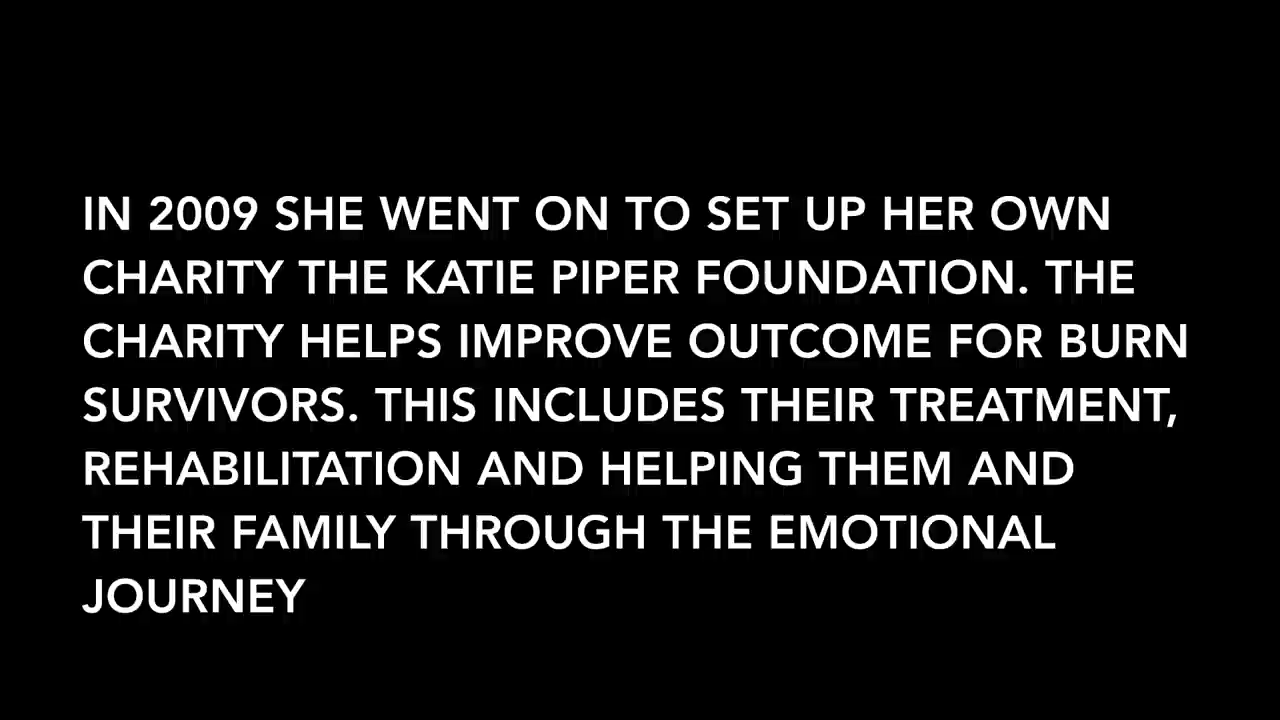 IN 2009 SHE WENT ON TO SET UP HER OWN
CHARITY THE KATIE PIPER FOUNDATION. THE
CHARITY HELPS IMPROVE OUTCOME FOR BURN
SURVIVORS. THIS INCLUDES THEIR TREATMENT,
REHABILITATION AND HELPING THEM AND
THEIR FAMILY THROUGH THE EMOTIONAL
JOURNEY